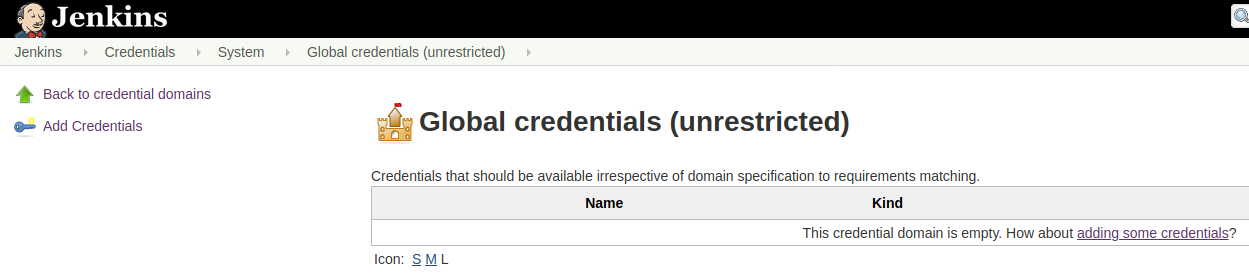 Jenkins
Jenkins Credentials System Global credentials (unrestricted)
Back to credential domains
Add Credentials
Global credentials (unrestricted)
Credentials that should be available irrespective of domain specification to requirements matching.
Name Kind
This credential domain is empty. How about adding some credentials?
Icon: S M L